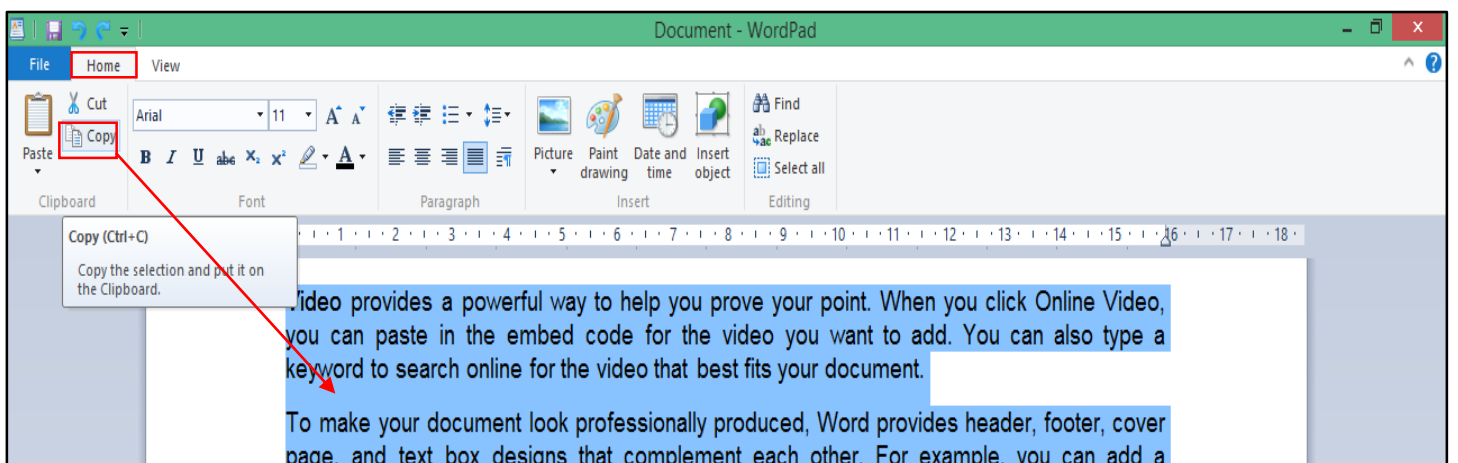 Document - WordPad
File Home View
Paste
Cut
Copy
Clipboard
Arial 11 A A
B I U abc X₂ X² A
Font
Paragraph
Picture
Paint drawing
Date and time
Insert object
Insert
Find
Replace
Select all
Editing
Copy (Ctrl+C)
Copy the selection and put it on
the Clipboard.
1 2 3 4 5 6 7 8 9 10 11 12 13 14 15 16 17 18
Video provides a powerful way to help you prove your point. When you click Online Video,
you can paste in the embed code for the video you want to add. You can also type a
keyword to search online for the video that best fits your document.
To make your document look professionally produced, Word provides header, footer, cover
page, and text box designs that complement each other. For example, you can add a